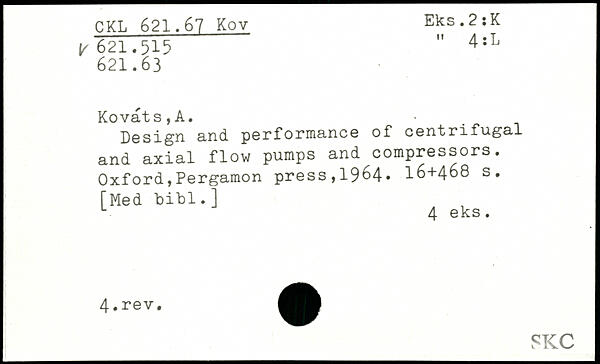 CKL 621.67 Kov Eks.2:K
√ 621.515 " 4:L
621.63
Kováts,A.
Design and performance of centrifugal
and axial flow pumps and compressors.
Oxford,Pergamon press,1964. 16+468 s.
[Med bibl.]
4 eks.
4.rev.
SKC